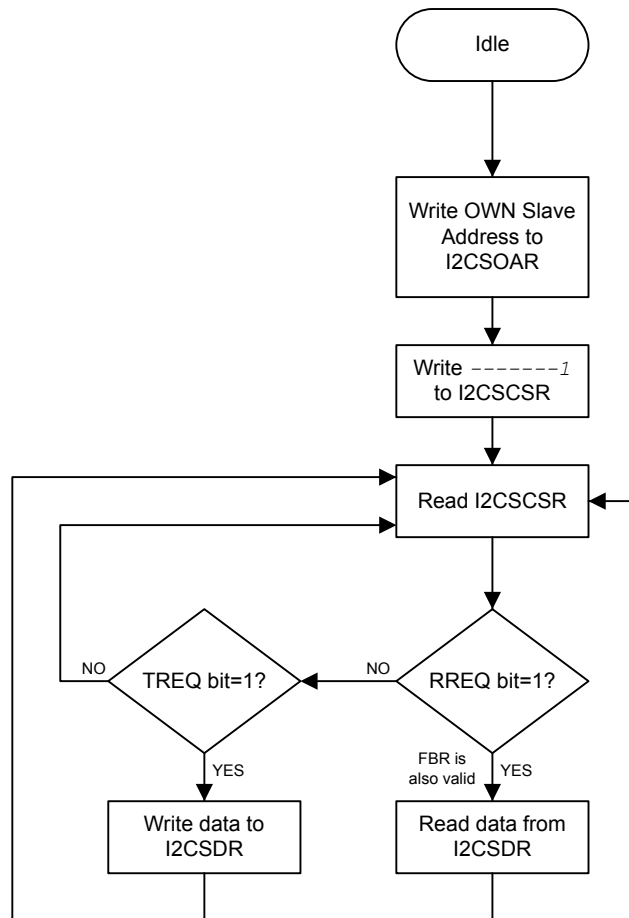 Idle
Write OWN Slave
Address to
I2CSOAR
Write -------1
to I2CSCSR
Read I2CSCSR
NO
TREQ bit=1?
NO
RREQ bit=1?
YES
FBR is
also valid
YES
Write data to
I2CSDR
Read data from
I2CSDR